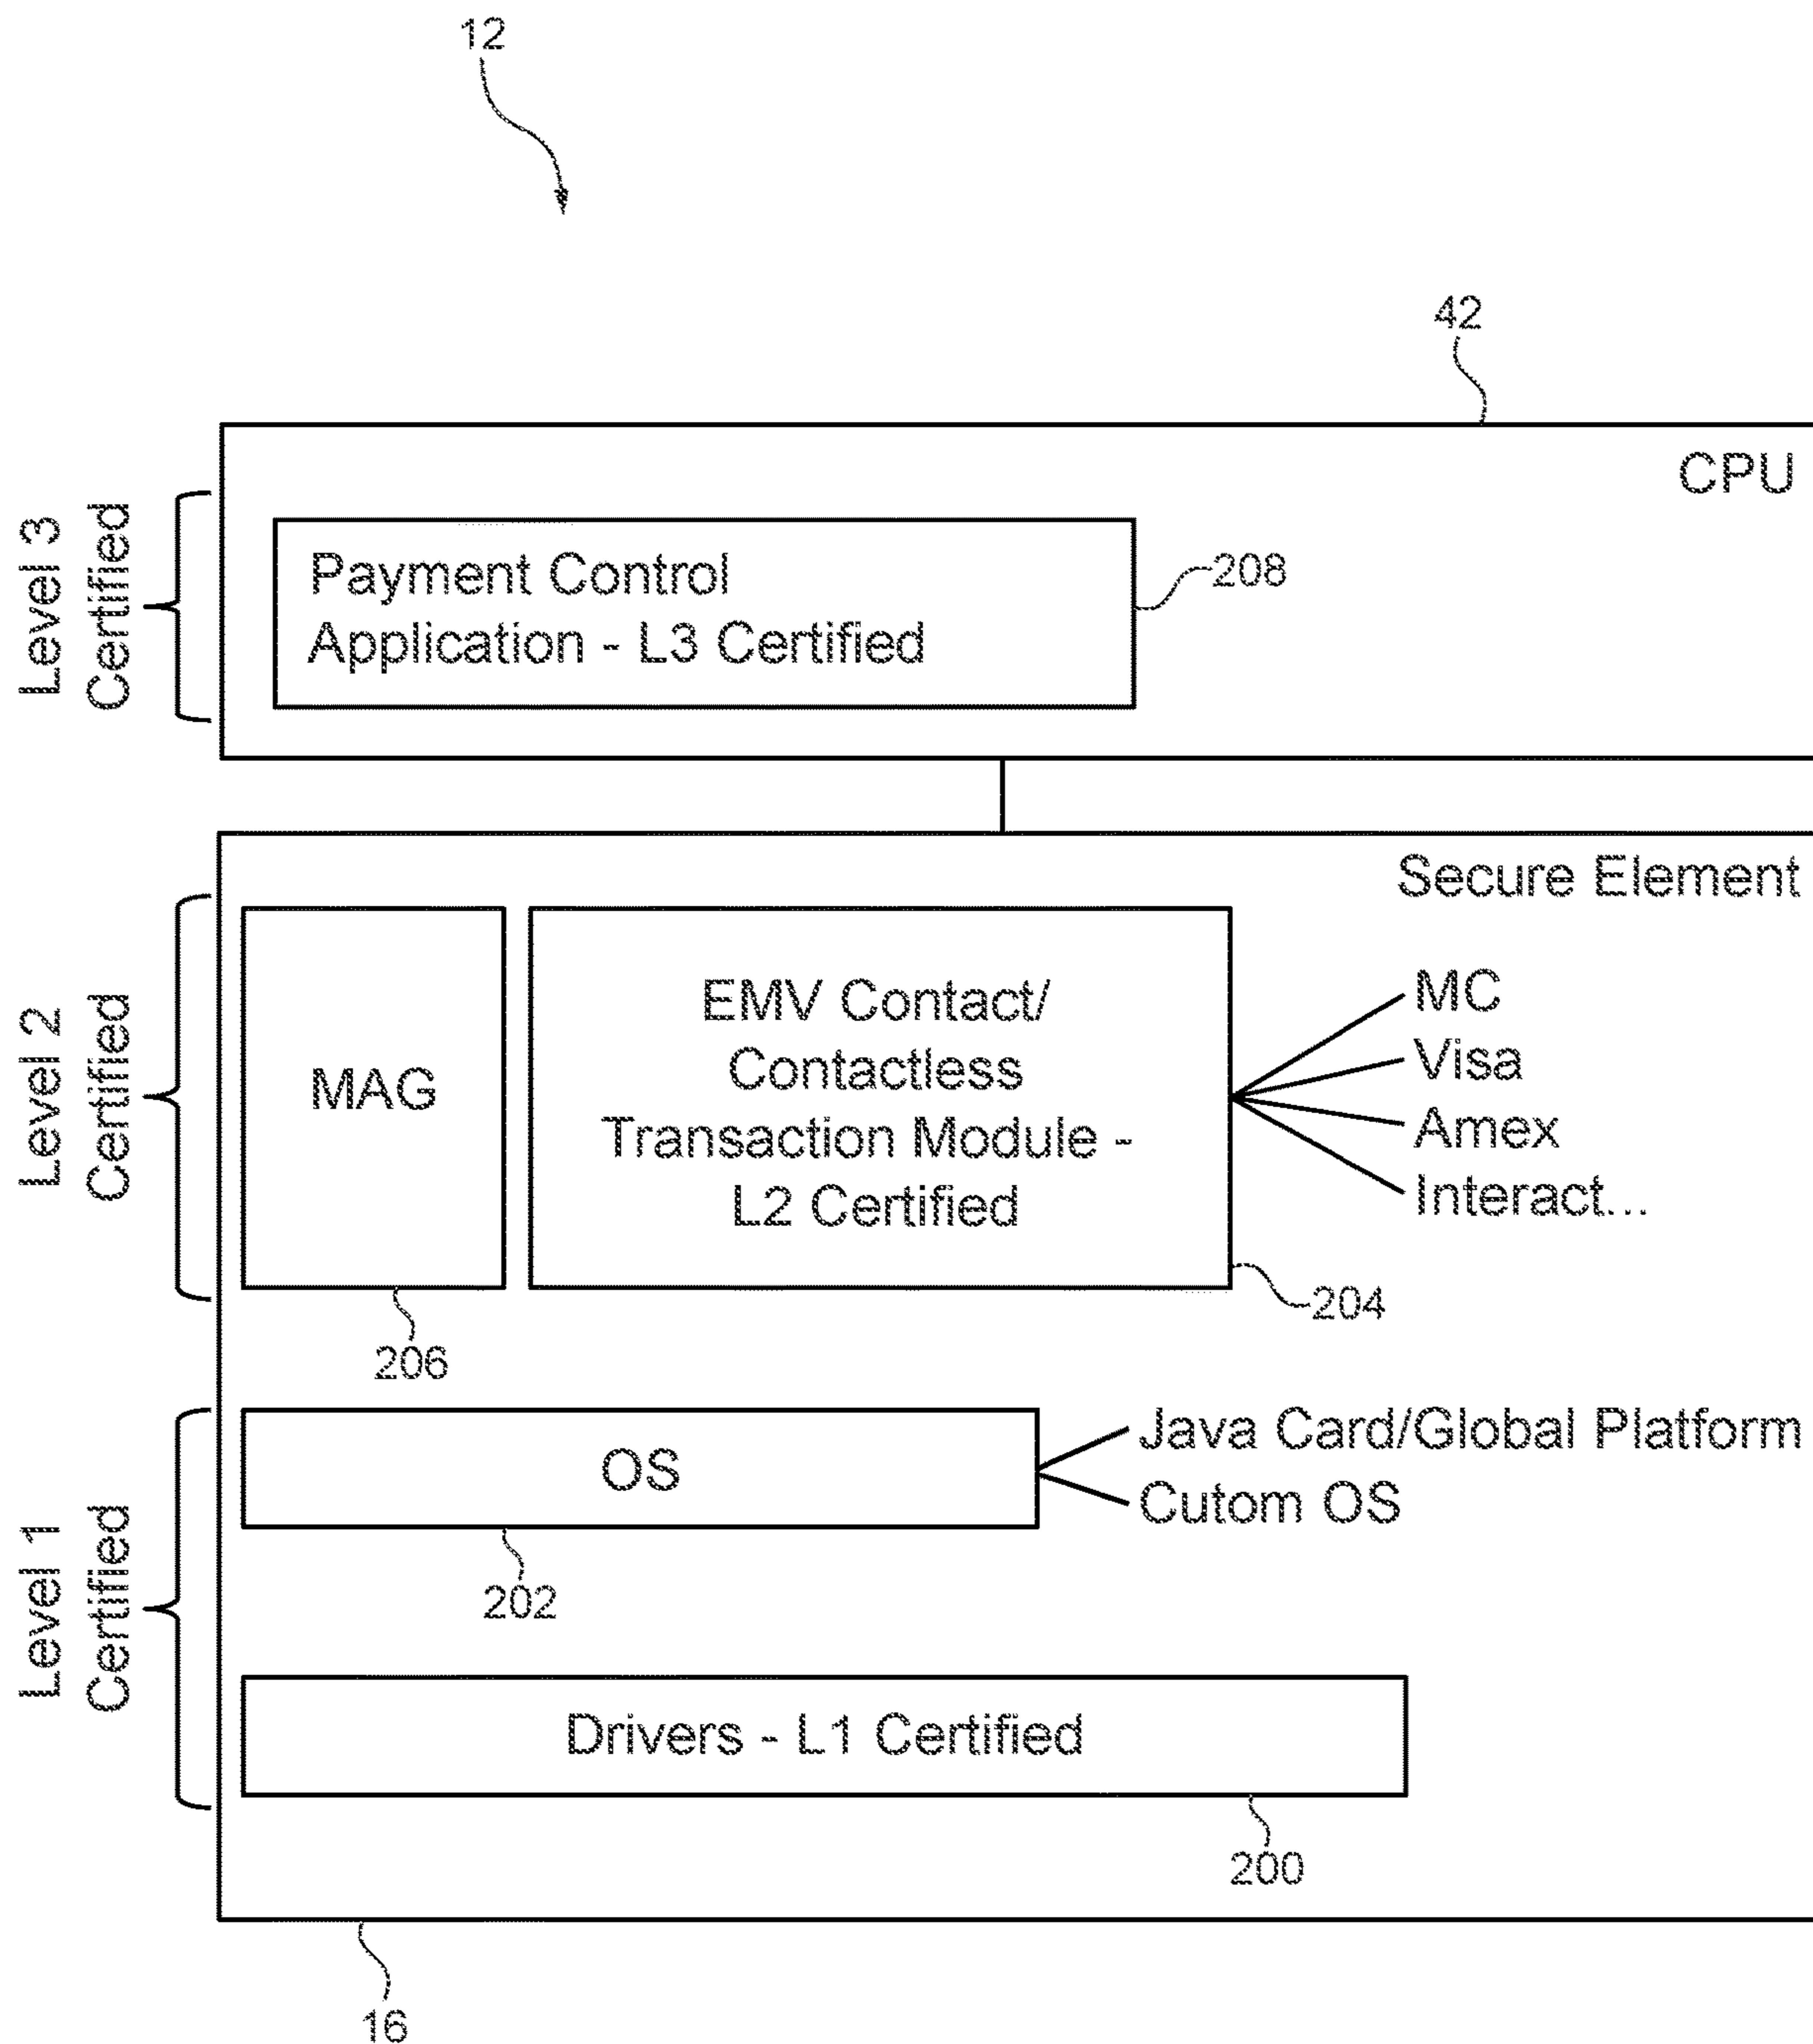 12
42
CPU
Level 3
Certified
Payment Control
Application - L3 Certified
208
Secure Element
Level 2
Certified
MAG
EMV Contact/
Contactless
Transaction Module -
L2 Certified
MC
Visa
Amex
Interact...
204
206
Level 1
Certified
OS
Java Card/Global Platform
Cutom OS
202
Drivers - L1 Certified
200
16